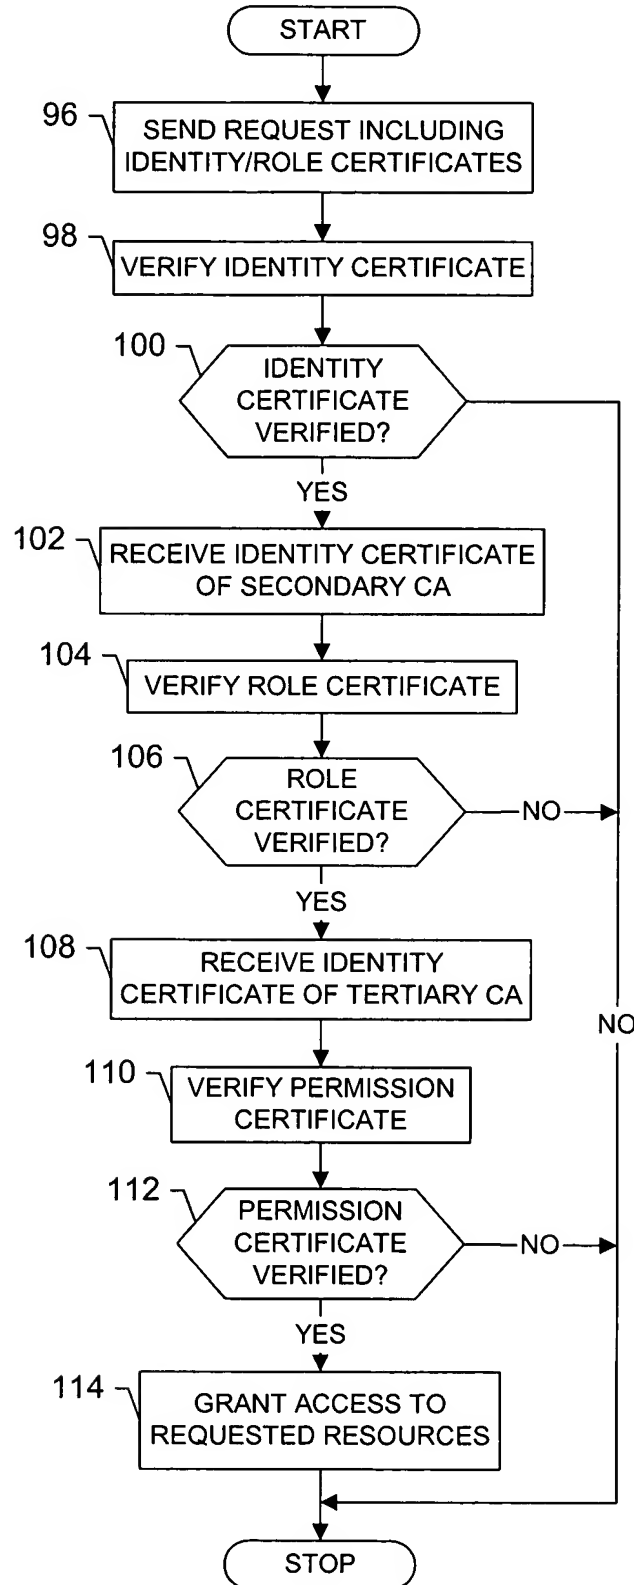 START
96
SEND REQUEST INCLUDING
IDENTITY/ROLE CERTIFICATES
98
VERIFY IDENTITY CERTIFICATE
100
IDENTITY
CERTIFICATE
VERIFIED?
YES
102
RECEIVE IDENTITY CERTIFICATE
OF SECONDARY CA
104
VERIFY ROLE CERTIFICATE
106
ROLE
CERTIFICATE
VERIFIED?
NO
YES
108
RECEIVE IDENTITY
CERTIFICATE OF TERTIARY CA
NO
110
VERIFY PERMISSION
CERTIFICATE
112
PERMISSION
CERTIFICATE
VERIFIED?
NO
YES
114
GRANT ACCESS TO
REQUESTED RESOURCES
STOP